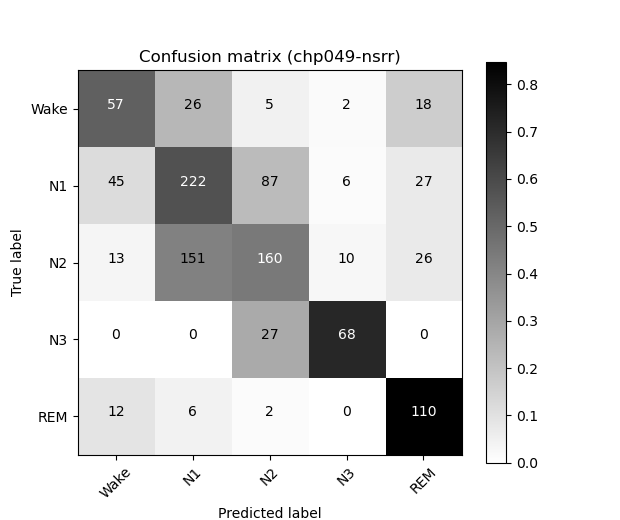 Confusion matrix (chp049-nsrr)
True label
Wake 57 26 5 2 18
N1 45 222 87 6 27
N2 13 151 160 10 26
N3 0 0 27 68 0
REM 12 6 2 0 110
Wake N1 N2 N3 REM
Predicted label
0.8
0.7
0.6
0.5
0.4
0.3
0.2
0.1
0.0